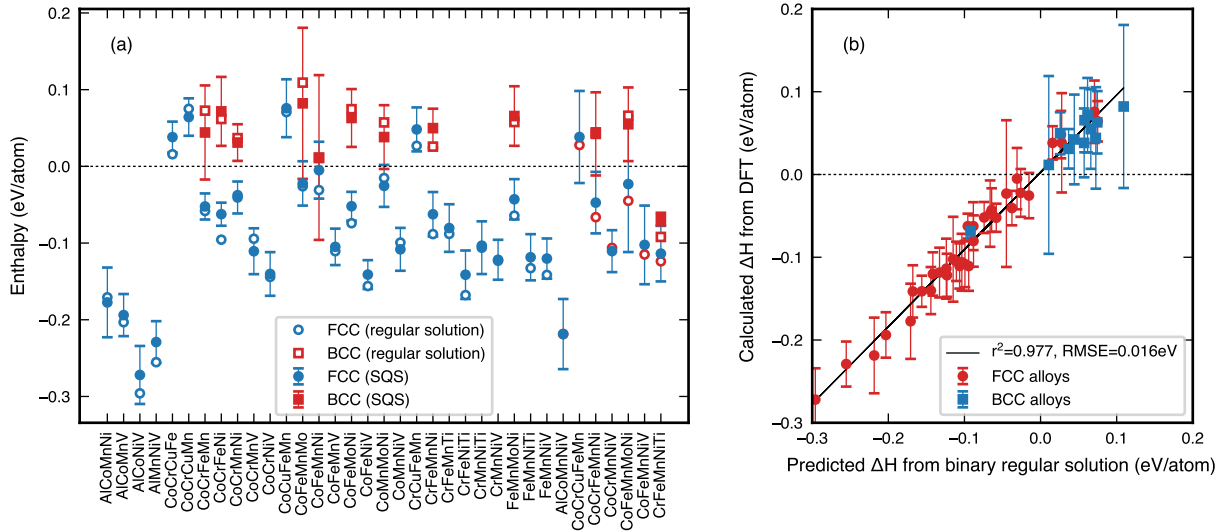 (a)
Enthalpy (eV/atom)
0.2
0.1
0.0
−0.1
−0.2
−0.3
FCC (regular solution)
BCC (regular solution)
FCC (SQS)
BCC (SQS)
AlCoMnNi
AlCoMnV
AlCoNiV
AlMnNiV
CoCrCuFe
CoCrCuMn
CoCrFeMn
CoCrFeNi
CoCrMnNi
CoCrMnV
CoCrNiV
CoCuFeMn
CoFeMnMo
CoFeMnNi
CoFeMnV
CoFeMoNi
CoFeNiV
CoMnMoNi
CoMnNiV
CrCuFeMn
CrFeMnNi
CrFeMnTi
CrFeNiTi
CrMnNiTi
CrMnNiV
FeMnMoNi
FeMnNiTi
FeMnNiV
AlCoMnNiV
CoCrCuFeMn
CoCrFeMnNi
CoCrMnNiV
CoFeMnMoNi
CoFeMnNiV
CrFeMnNiTi
(b)
Calculated ΔH from DFT (eV/atom)
0.2
0.1
0.0
−0.1
−0.2
−0.3
r²=0.977, RMSE=0.016eV
FCC alloys
BCC alloys
−0.3
−0.2
−0.1
0.0
0.1
0.2
Predicted ΔH from binary regular solution (eV/atom)